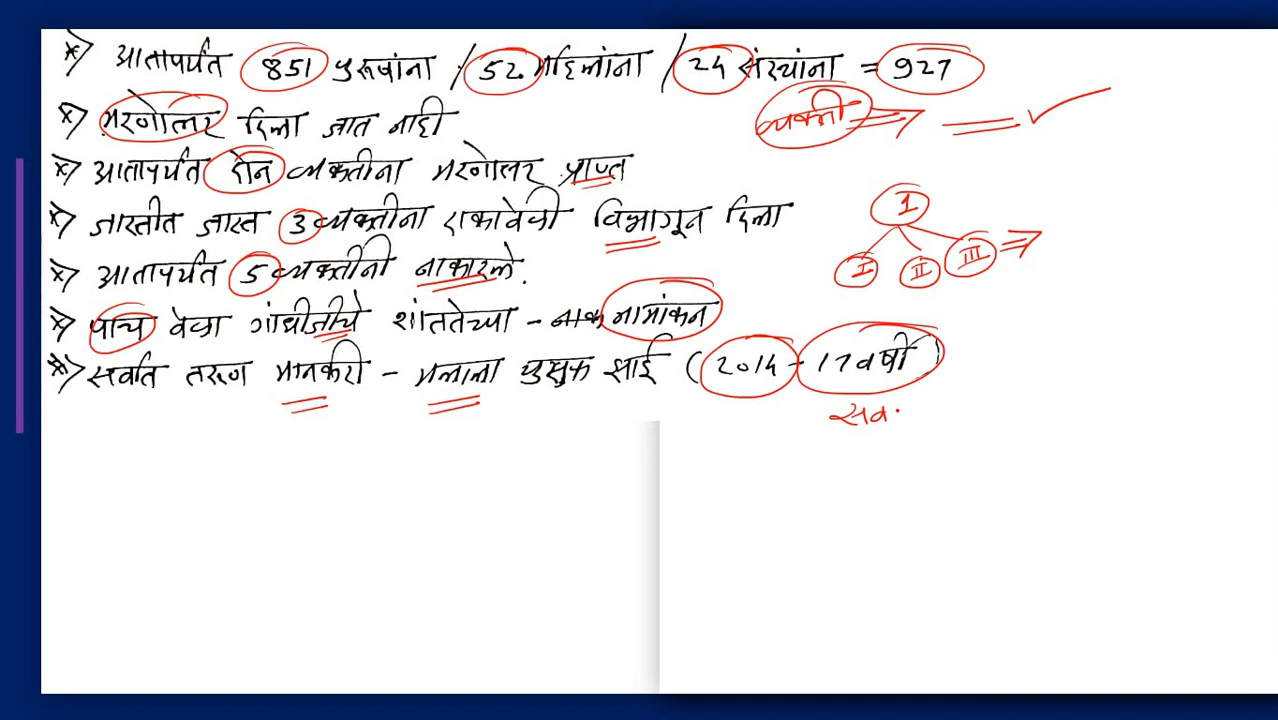 * आतापर्यंत 851 पुरूषांना / 52 महिलांना / 24 संस्थांना = 927
* मरणोत्तर दिला जात नाही
व्यक्ती ⇒
* आतापर्यंत दोन व्यक्तींना मरणोत्तर प्राप्त
* जास्तीत जास्त 3 व्यक्तींना एकावेळी विभागून दिला
I
I II III ⇒
* आतापर्यंत 5 व्यक्तींनी नाकारले.
* पाच वेळा गांधीजीचे शांततेच्या - नामांकन
* सर्वात तरूण मानकरी - मलाला युसुफ साई (2014 - 17 वर्षी)
सव.